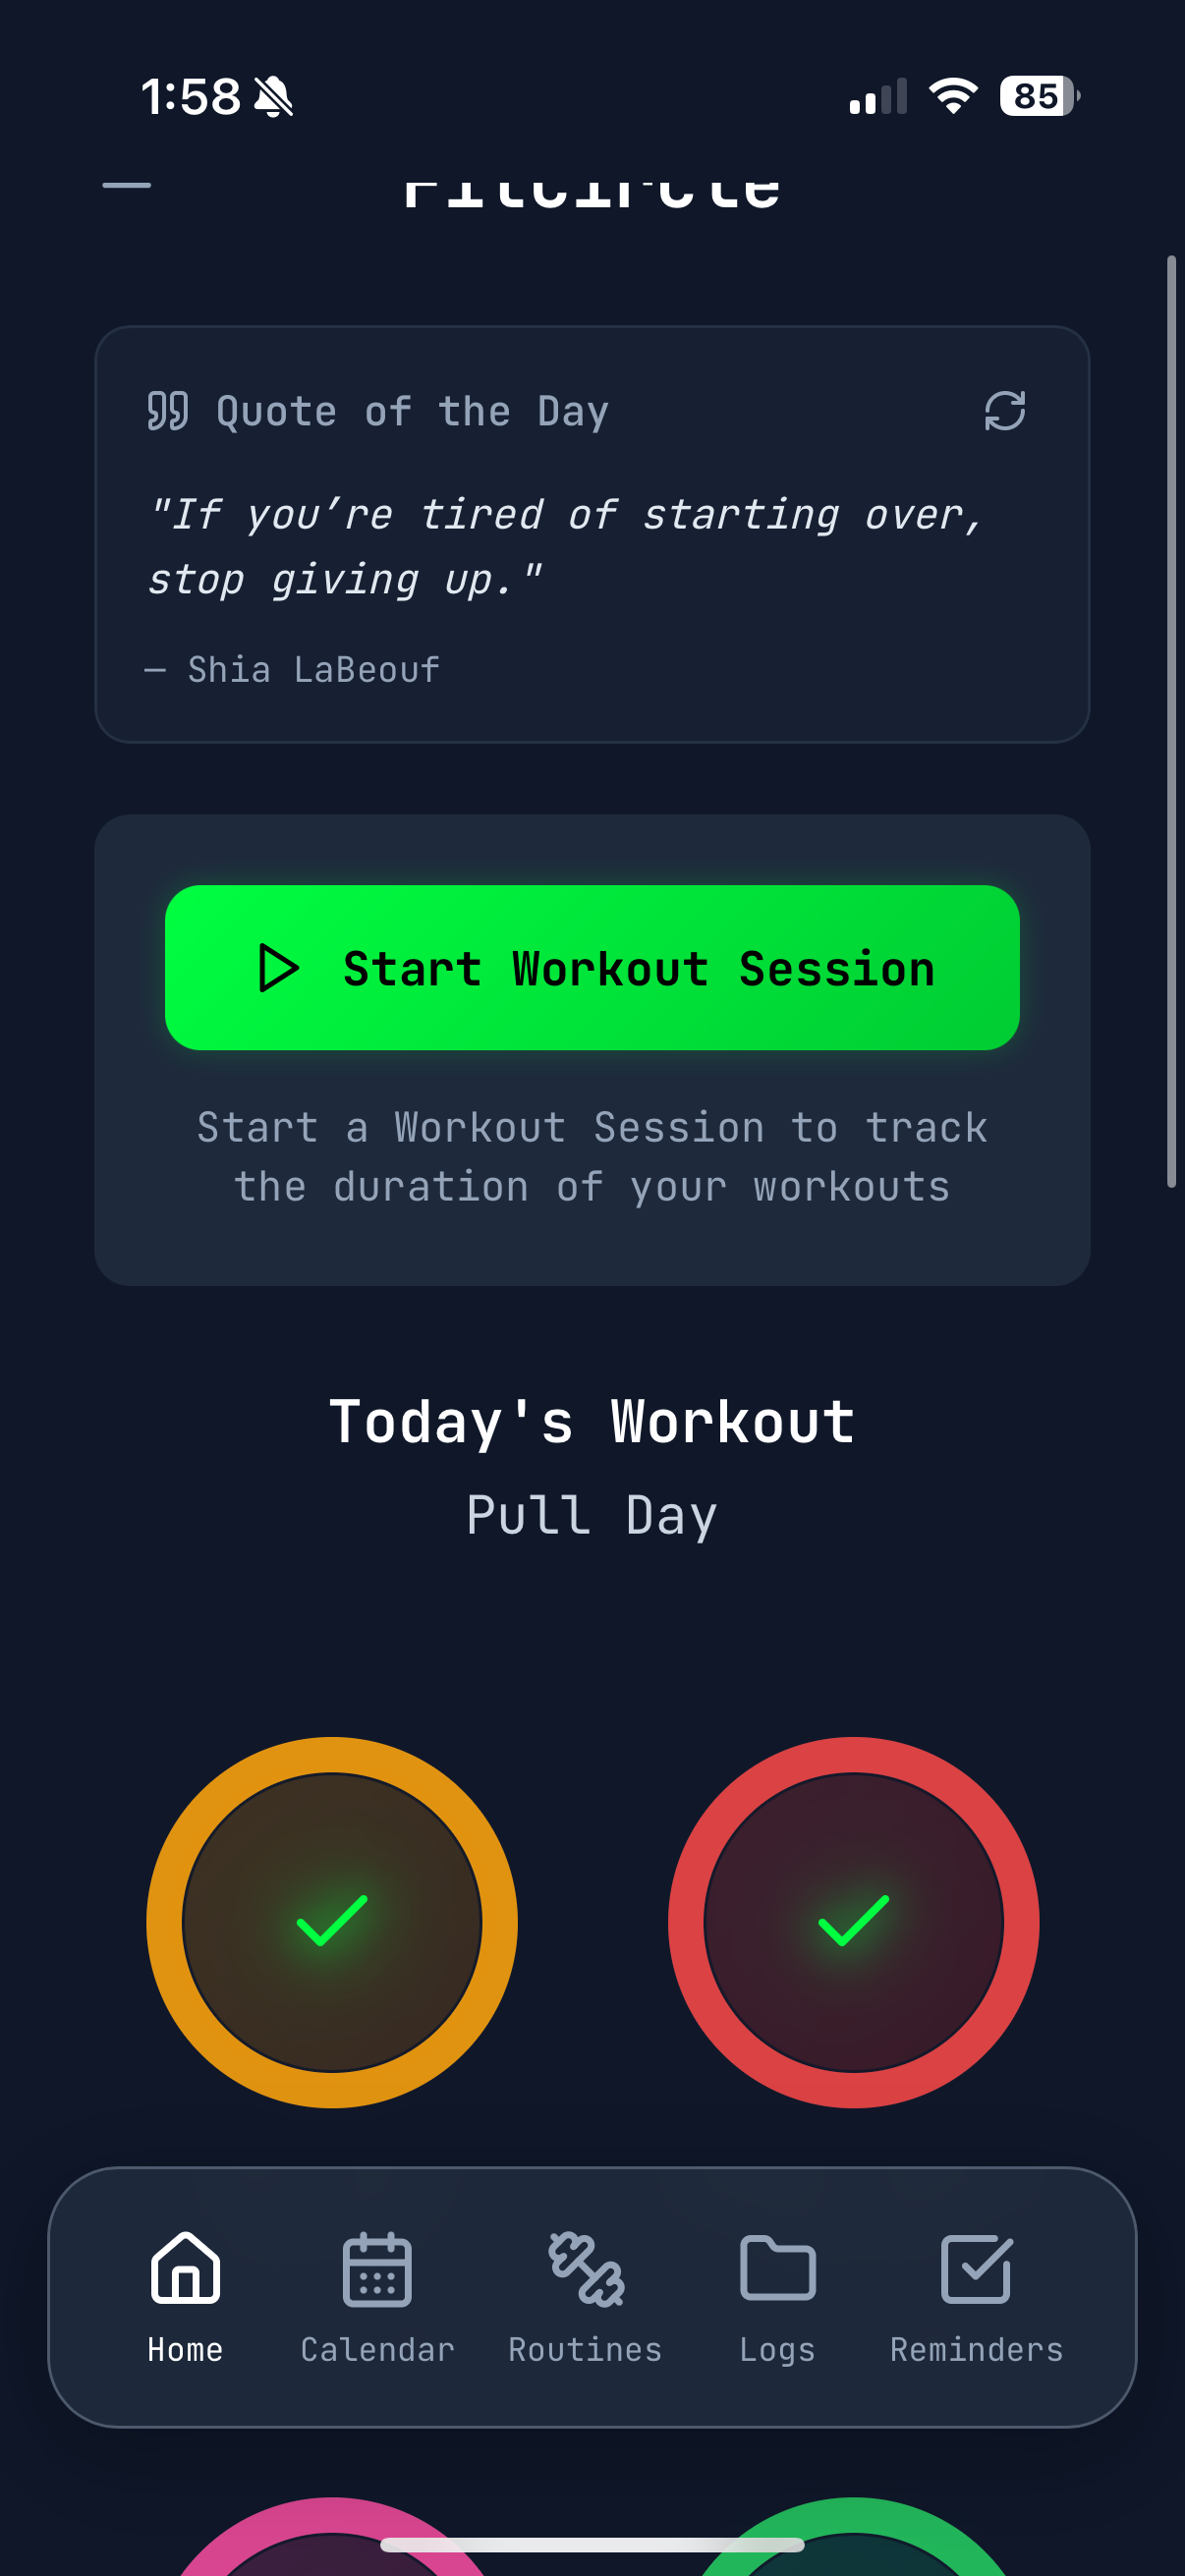 1:58
85
Quote of the Day
"If you’re tired of starting over,
stop giving up."
— Shia LaBeouf
Start Workout Session
Start a Workout Session to track
the duration of your workouts
Today's Workout
Pull Day
Home
Calendar
Routines
Logs
Reminders